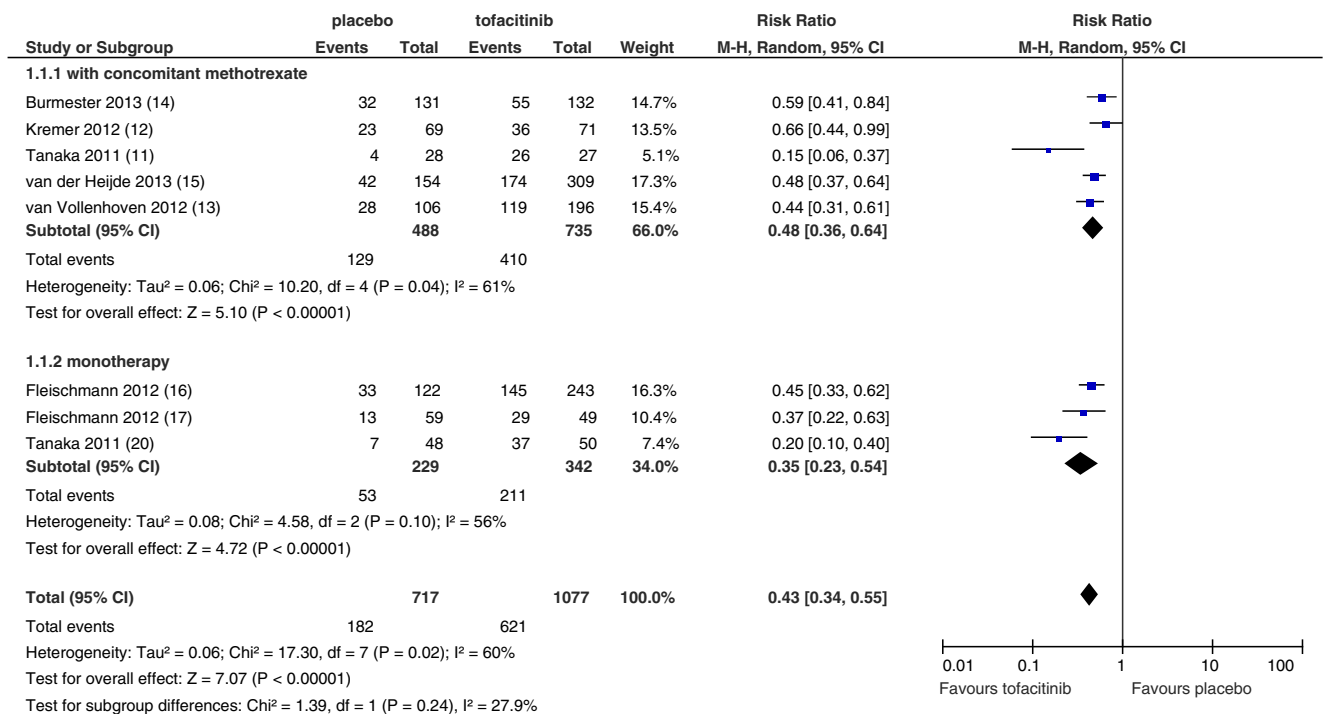 placebo tofacitinib Risk Ratio Risk Ratio
Study or Subgroup Events Total Events Total Weight M-H, Random, 95% CI M-H, Random, 95% CI
1.1.1 with concomitant methotrexate
Burmester 2013 (14) 32 131 55 132 14.7% 0.59 [0.41, 0.84]
Kremer 2012 (12) 23 69 36 71 13.5% 0.66 [0.44, 0.99]
Tanaka 2011 (11) 4 28 26 27 5.1% 0.15 [0.06, 0.37]
van der Heijde 2013 (15) 42 154 174 309 17.3% 0.48 [0.37, 0.64]
van Vollenhoven 2012 (13) 28 106 119 196 15.4% 0.44 [0.31, 0.61]
Subtotal (95% CI) 488 735 66.0% 0.48 [0.36, 0.64]
Total events 129 410
Heterogeneity: Tau² = 0.06; Chi² = 10.20, df = 4 (P = 0.04); I² = 61%
Test for overall effect: Z = 5.10 (P < 0.00001)
1.1.2 monotherapy
Fleischmann 2012 (16) 33 122 145 243 16.3% 0.45 [0.33, 0.62]
Fleischmann 2012 (17) 13 59 29 49 10.4% 0.37 [0.22, 0.63]
Tanaka 2011 (20) 7 48 37 50 7.4% 0.20 [0.10, 0.40]
Subtotal (95% CI) 229 342 34.0% 0.35 [0.23, 0.54]
Total events 53 211
Heterogeneity: Tau² = 0.08; Chi² = 4.58, df = 2 (P = 0.10); I² = 56%
Test for overall effect: Z = 4.72 (P < 0.00001)
Total (95% CI) 717 1077 100.0% 0.43 [0.34, 0.55]
Total events 182 621
Heterogeneity: Tau² = 0.06; Chi² = 17.30, df = 7 (P = 0.02); I² = 60%
Test for overall effect: Z = 7.07 (P < 0.00001)
Test for subgroup differences: Chi² = 1.39, df = 1 (P = 0.24), I² = 27.9%
0.01 0.1 1 10 100
Favours tofacitinib Favours placebo